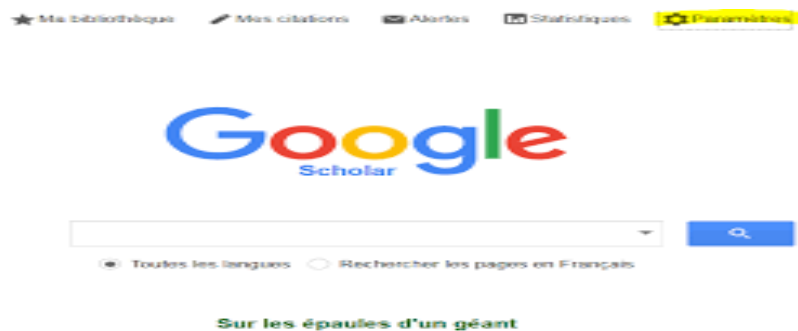 Ma bibliothèque Mes citations Alertes Statistiques Paramètres
Google
Scholar
Toutes les langues Rechercher les pages en Français
Sur les épaules d'un géant